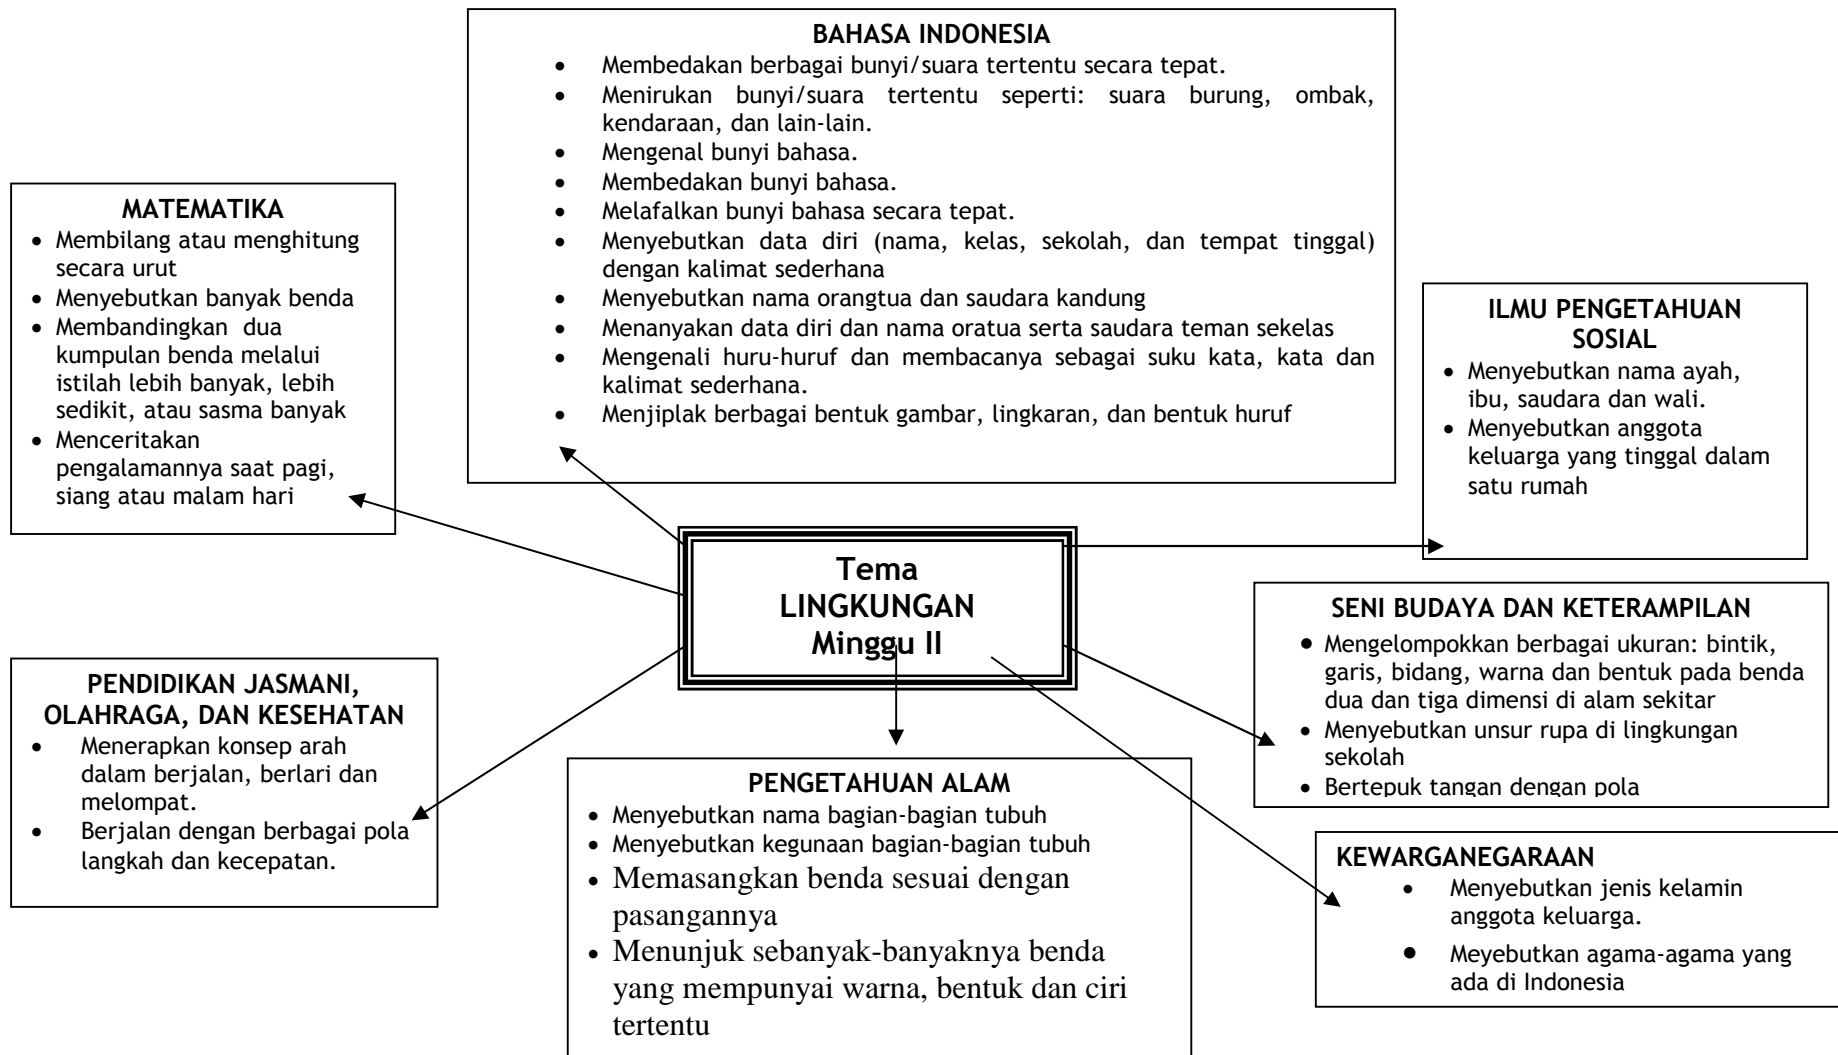 BAHASA INDONESIA
• Membedakan berbagai bunyi/suara tertentu secara tepat.
• Menirukan bunyi/suara tertentu seperti: suara burung, ombak,
kendaraan, dan lain-lain.
• Mengenal bunyi bahasa.
• Membedakan bunyi bahasa.
• Melafalkan bunyi bahasa secara tepat.
• Menyebutkan data diri (nama, kelas, sekolah, dan tempat tinggal)
dengan kalimat sederhana
• Menyebutkan nama orangtua dan saudara kandung
• Menanyakan data diri dan nama oratua serta saudara teman sekelas
• Mengenali huru-huruf dan membacanya sebagai suku kata, kata dan
kalimat sederhana.
• Menjiplak berbagai bentuk gambar, lingkaran, dan bentuk huruf
MATEMATIKA
• Membilang atau menghitung
secara urut
• Menyebutkan banyak benda
• Membandingkan dua
kumpulan benda melalui
istilah lebih banyak, lebih
sedikit, atau sasma banyak
• Menceritakan
pengalamannya saat pagi,
siang atau malam hari
ILMU PENGETAHUAN
SOSIAL
• Menyebutkan nama ayah,
ibu, saudara dan wali.
• Menyebutkan anggota
keluarga yang tinggal dalam
satu rumah
Tema
LINGKUNGAN
Minggu II
SENI BUDAYA DAN KETERAMPILAN
• Mengelompokkan berbagai ukuran: bintik,
garis, bidang, warna dan bentuk pada benda
dua dan tiga dimensi di alam sekitar
• Menyebutkan unsur rupa di lingkungan
sekolah
• Bertepuk tangan dengan pola
PENDIDIKAN JASMANI,
OLAHRAGA, DAN KESEHATAN
• Menerapkan konsep arah
dalam berjalan, berlari dan
melompat.
• Berjalan dengan berbagai pola
langkah dan kecepatan.
PENGETAHUAN ALAM
• Menyebutkan nama bagian-bagian tubuh
• Menyebutkan kegunaan bagian-bagian tubuh
• Memasangkan benda sesuai dengan
pasangannya
• Menunjuk sebanyak-banyaknya benda
yang mempunyai warna, bentuk dan ciri
tertentu
KEWARGANEGARAAN
• Menyebutkan jenis kelamin
anggota keluarga.
• Meyebutkan agama-agama yang
ada di Indonesia